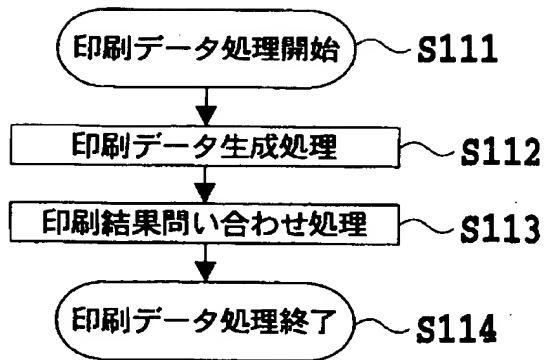 印刷データ処理開始 S111
印刷データ生成処理 S112
印刷結果問い合わせ処理 S113
印刷データ処理終了 S114